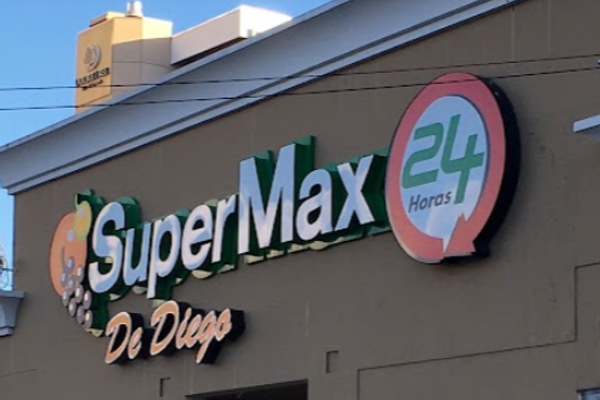 SuperMax
24
Horas
De Diego